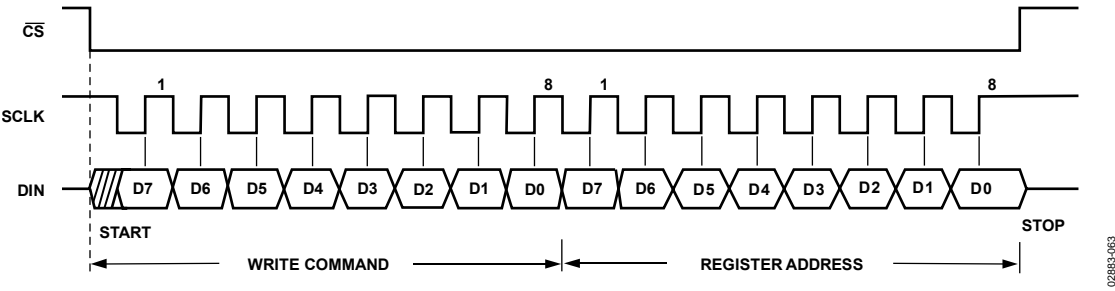 CS
1 8 1 8
SCLK
DIN D7 D6 D5 D4 D3 D2 D1 D0 D7 D6 D5 D4 D3 D2 D1 D0
START STOP
WRITE COMMAND REGISTER ADDRESS
02883-063